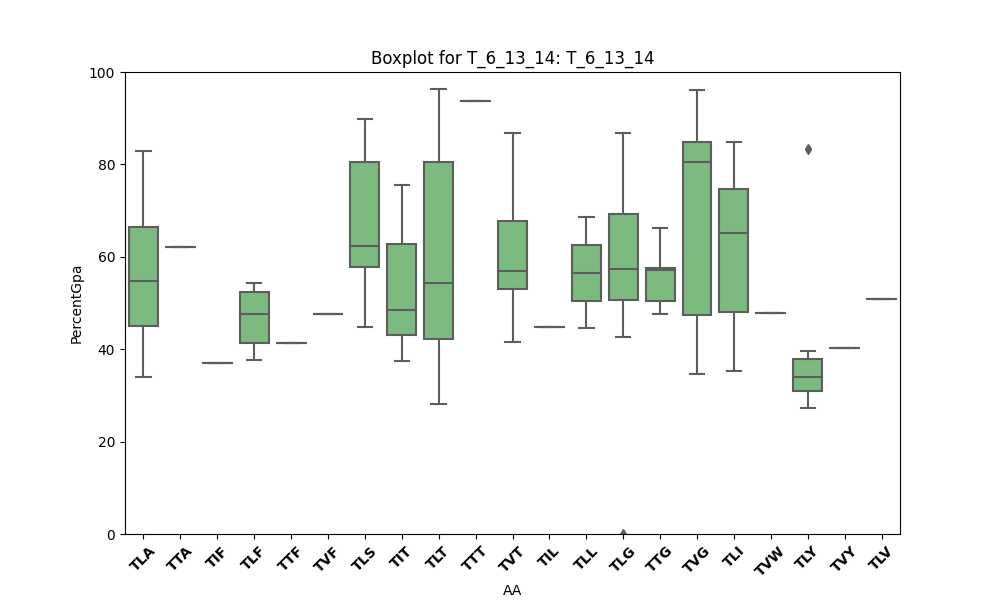 Boxplot for T_6_13_14: T_6_13_14
100
80
60
40
20
0
PercentGpa
TLA TTA TIF TLF TTF TVF TLS TIT TLT TTT TVT TIL TLL TLG TTG TVG TLI TVW TLY TVY TLV
AA